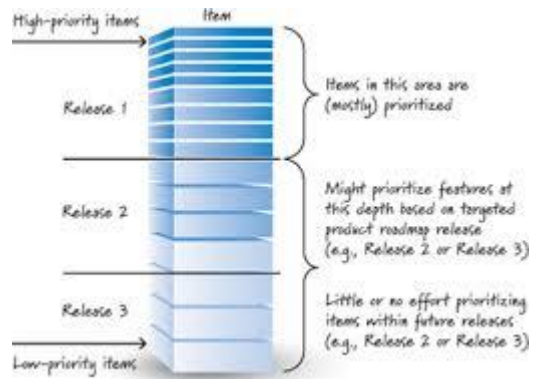 High-priority items
Item
Release 1
Items in this area are
(mostly) prioritized
Release 2
Might prioritize features at
this depth based on targeted
product roadmap release
(e.g., Release 2 or Release 3)
Release 3
Little or no effort prioritizing
items within future releases
(e.g., Release 2 or Release 3)
Low-priority items